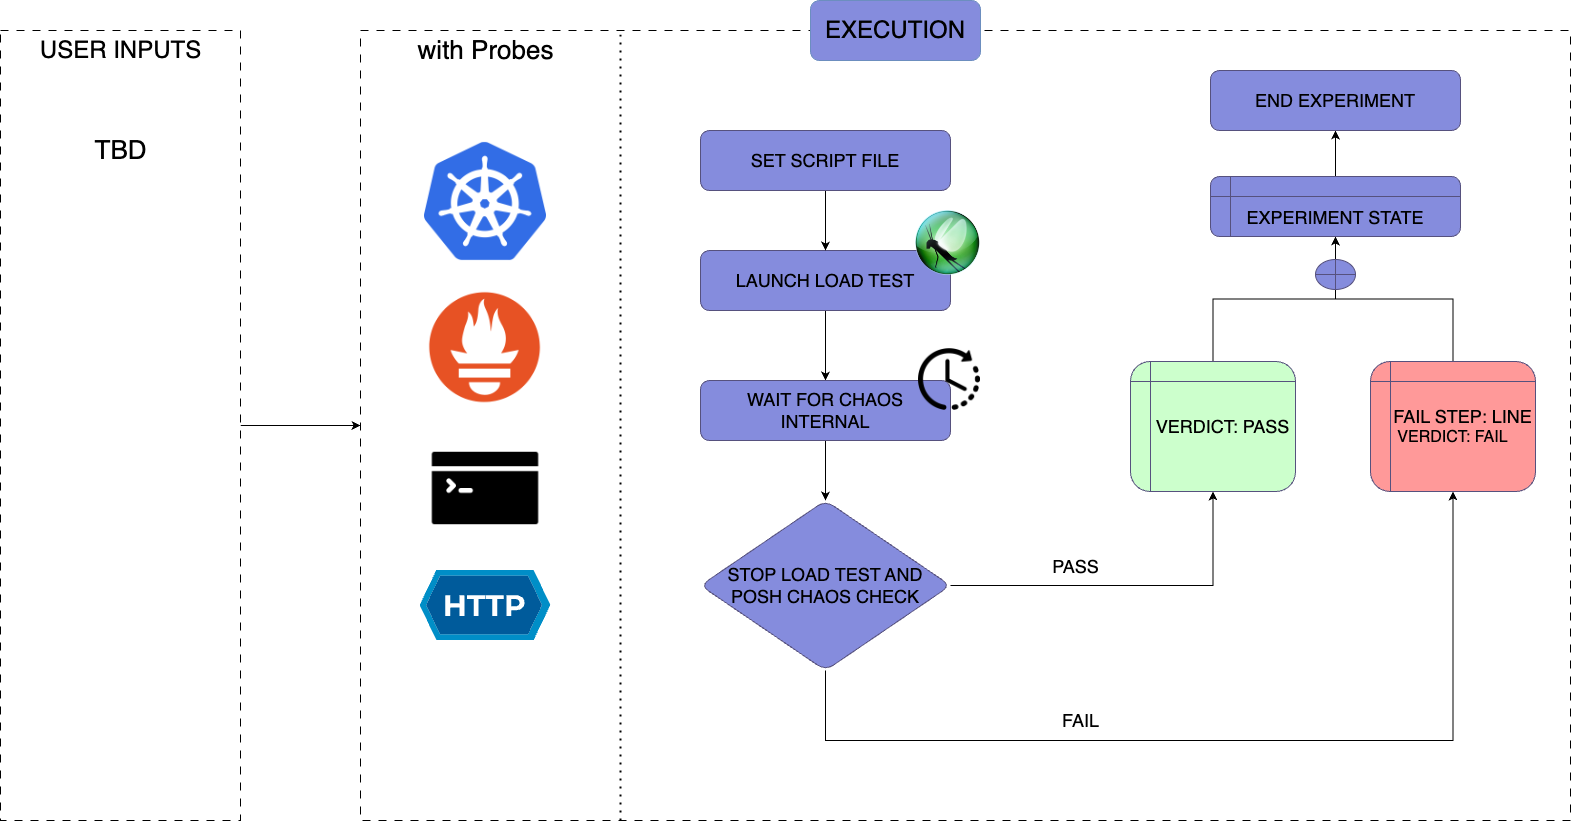 USER INPUTS
TBD
with Probes
>_
HTTP
EXECUTION
SET SCRIPT FILE
LAUNCH LOAD TEST
WAIT FOR CHAOS
INTERNAL
STOP LOAD TEST AND
POSH CHAOS CHECK
PASS
FAIL
VERDICT: PASS
FAIL STEP: LINE
VERDICT: FAIL
EXPERIMENT STATE
END EXPERIMENT